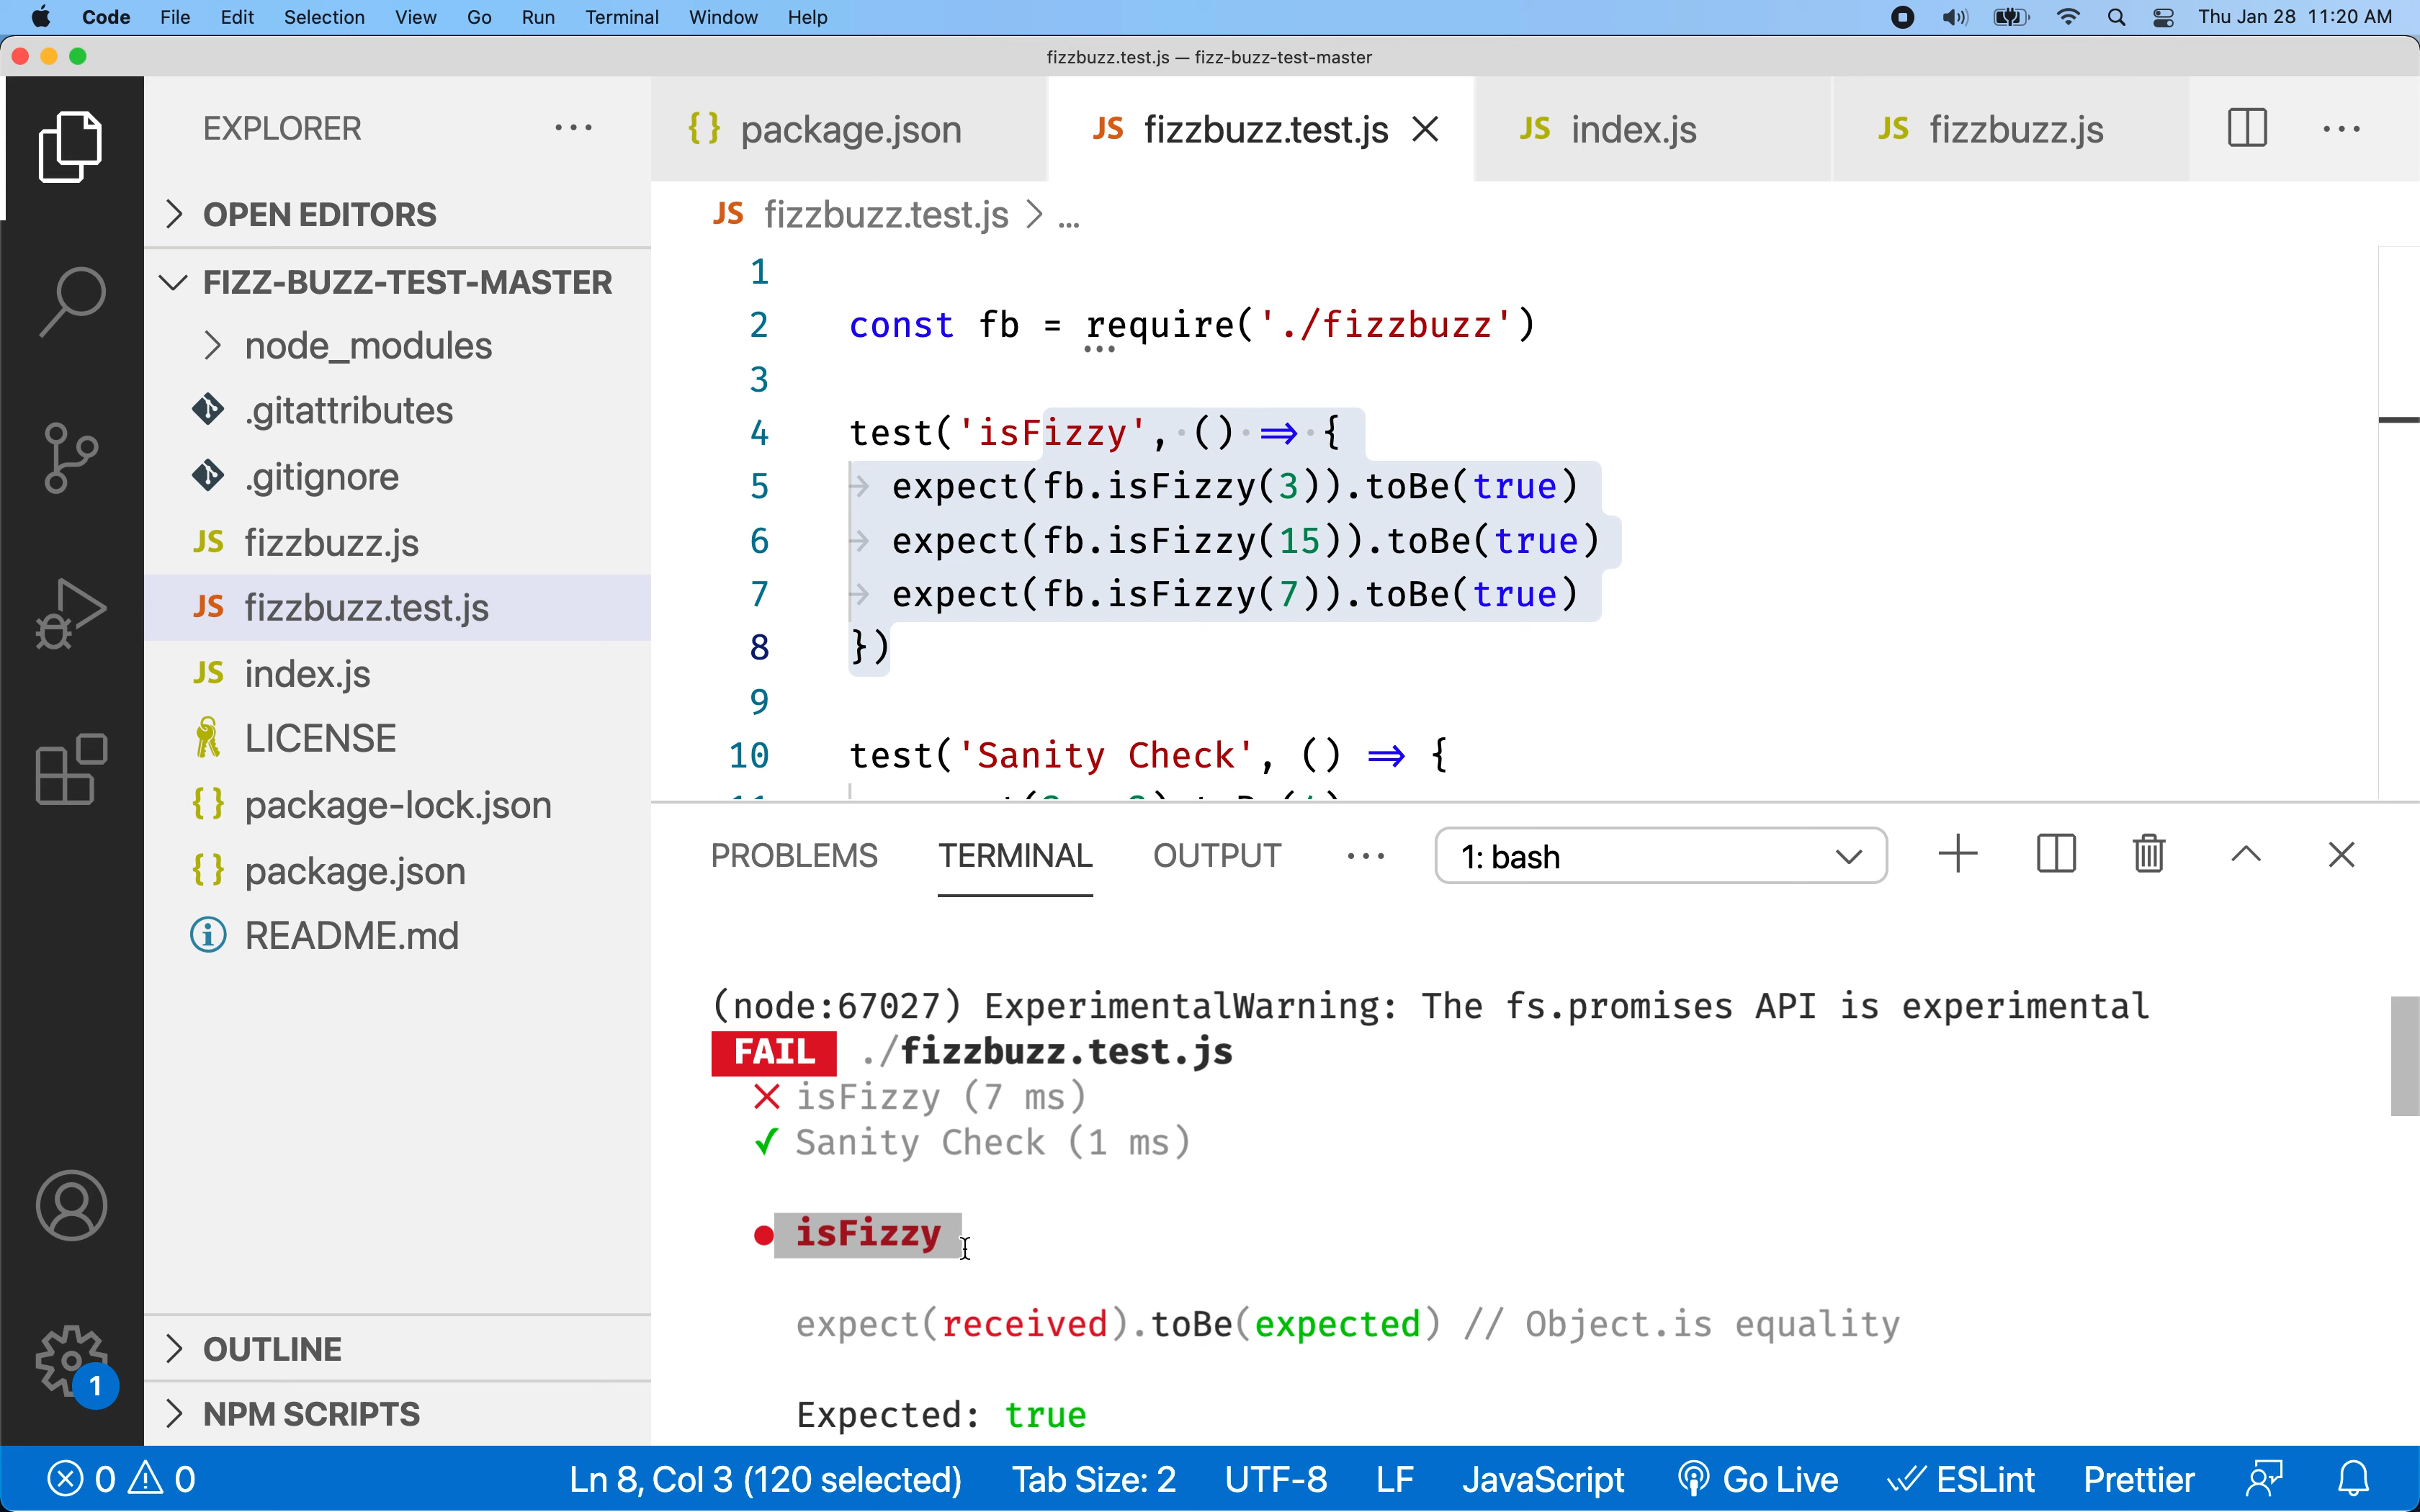 Code File Edit Selection View Go Run Terminal Window Help Thu Jan 28 11:20 AM
fizzbuzz.test.js — fizz-buzz-test-master
EXPLORER
OPEN EDITORS
FIZZ-BUZZ-TEST-MASTER
node_modules
.gitattributes
.gitignore
JS fizzbuzz.js
JS fizzbuzz.test.js
JS index.js
LICENSE
{} package-lock.json
{} package.json
README.md
OUTLINE
NPM SCRIPTS
1
{} package.json JS fizzbuzz.test.js JS index.js JS fizzbuzz.js
JS fizzbuzz.test.js > ...
1
2 const fb = require('./fizzbuzz')
3
4 test('isFizzy', () => {
5 expect(fb.isFizzy(3)).toBe(true)
6 expect(fb.isFizzy(15)).toBe(true)
7 expect(fb.isFizzy(7)).toBe(true)
8 })
9
10 test('Sanity Check', () => {
PROBLEMS TERMINAL OUTPUT ... 1: bash
(node:67027) ExperimentalWarning: The fs.promises API is experimental
FAIL ./fizzbuzz.test.js
✕ isFizzy (7 ms)
✓ Sanity Check (1 ms)
● isFizzy
expect(received).toBe(expected) // Object.is equality
Expected: true
0 0 Ln 8, Col 3 (120 selected) Tab Size: 2 UTF-8 LF JavaScript Go Live ESLint Prettier